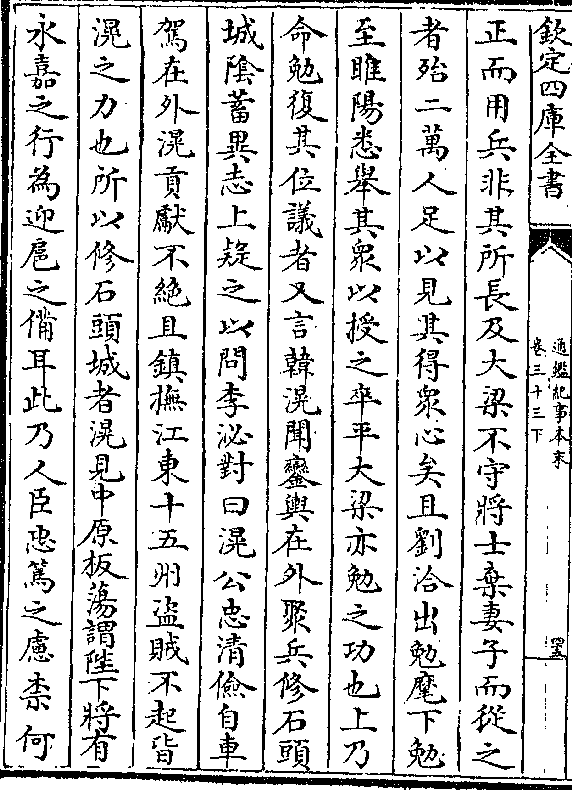 欽定四庫全書
通鑑紀事本末
卷三十三下
正而用兵非其所長及大梁不守將士棄妻子而從之
者殆二萬人足以見其得衆心矣且劉洽出勉麾下勉
至睢陽悉舉其衆以授之卒平大梁亦勉之功也上乃
命勉復其位議者又言韓滉聞鑾輿在外聚兵修石頭
城陰蓄異志上疑之以問李泌對曰滉公忠清儉自車
駕在外滉貢獻不絶且鎮撫江東十五州盜賊不起皆
滉之力也所以修石頭城者滉見中原板蕩謂陛下將有
永嘉之行為迎扈之備耳此乃人臣忠篤之慮柰何